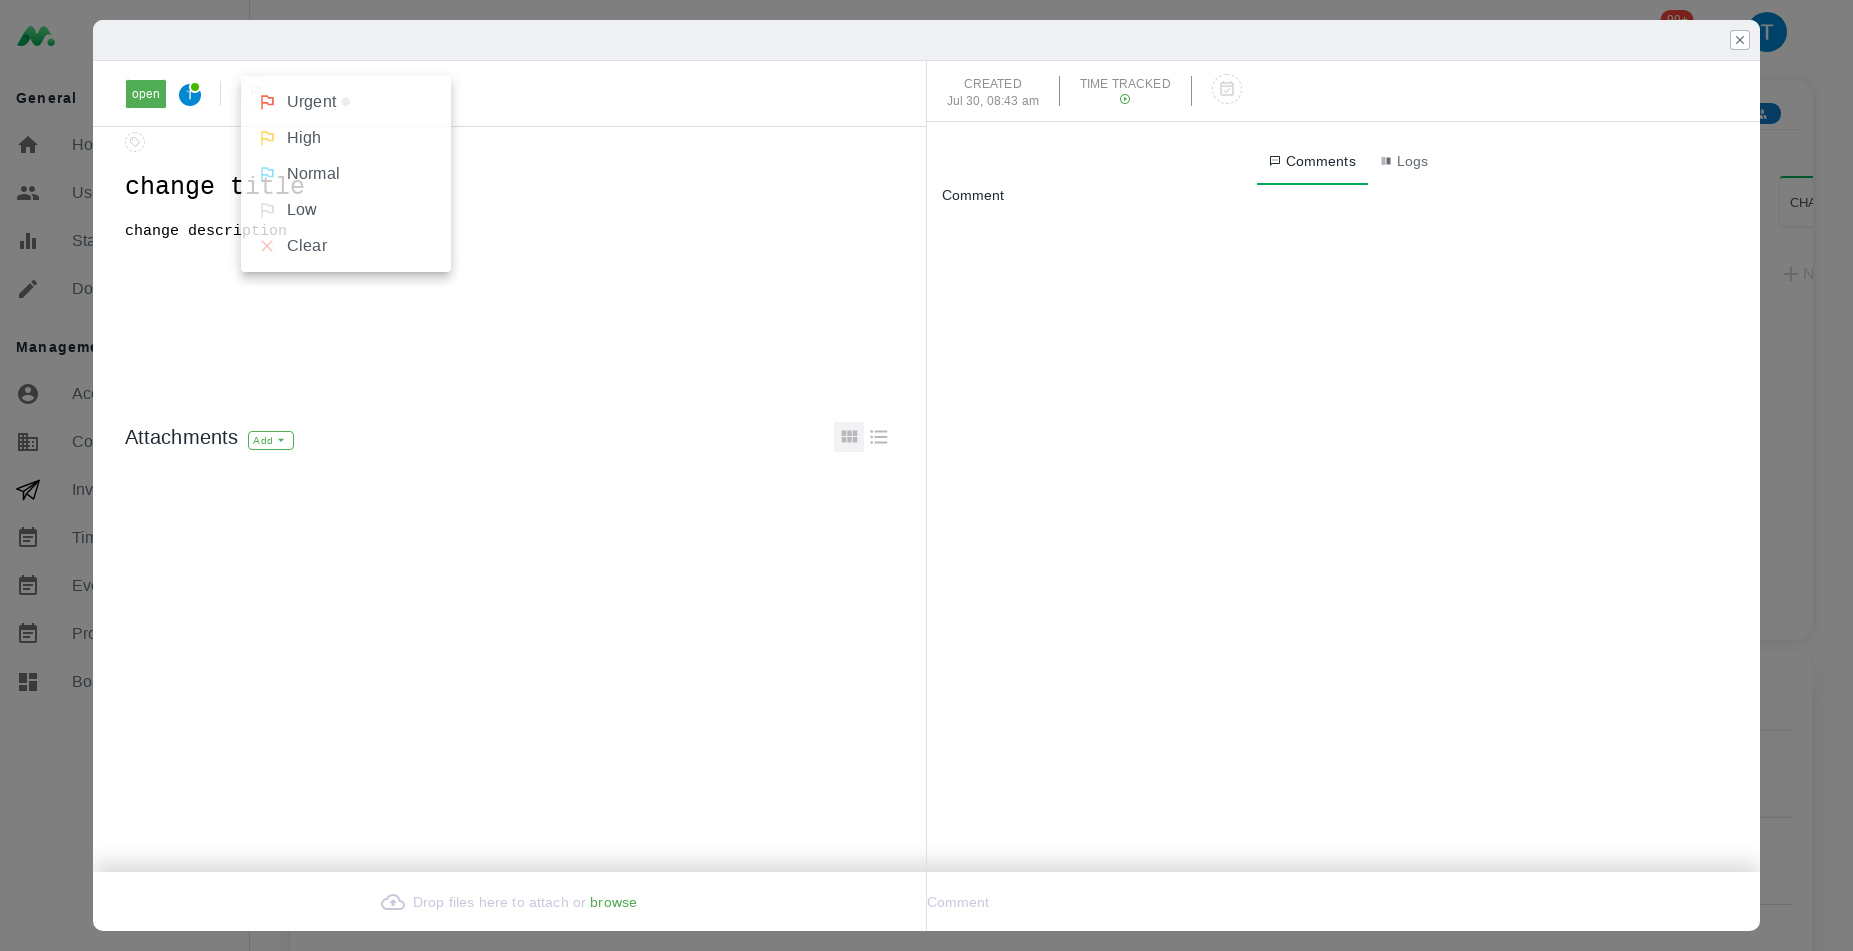 99+
T
General
Ho
Use
Sta
Do
Manageme
Acc
Co
Inv
Tim
Eve
Pro
Bo
open
T
Urgent
High
Normal
Low
Clear
change title
change description
Attachments
Add
Drop files here to attach or browse
CREATED
Jul 30, 08:43 am
TIME TRACKED
Comments
Logs
Comment
Comment
CHA
N